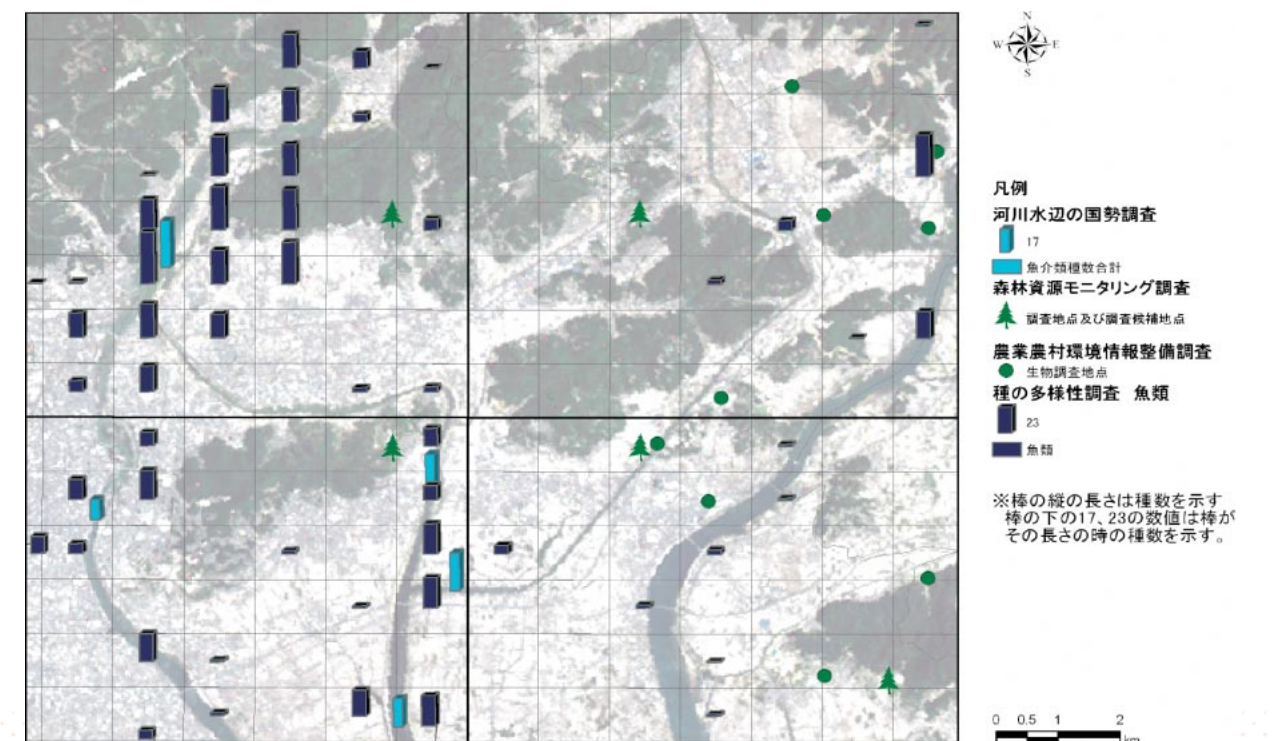 N
W E
S
凡例
河川水辺の国勢調査
17
魚介類種数合計
森林資源モニタリング調査
調査地点及び調査候補地点
農業農村環境情報整備調査
生物調査地点
種の多様性調査 魚類
23
魚類
※棒の縦の長さは種数を示す
棒の下の17、23の数値は棒が
その長さの時の種数を示す。
0 0.5 1 2
km